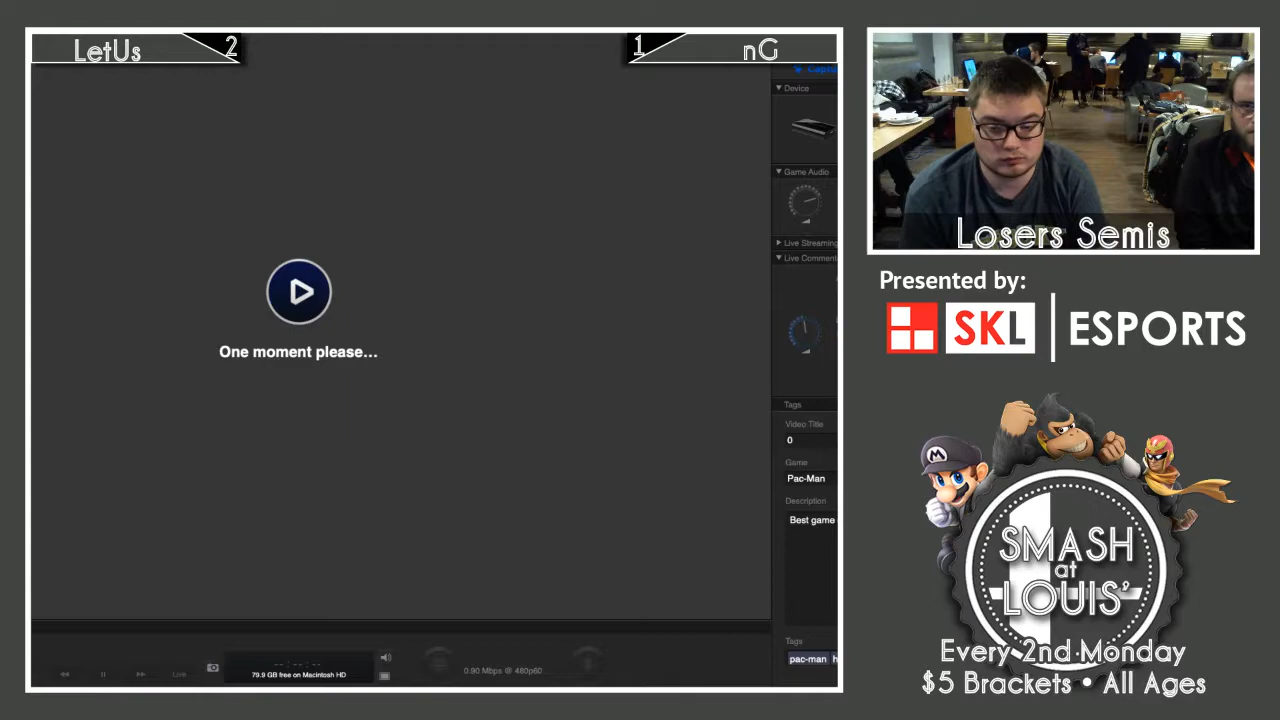 LetUs 2
1 nG
Device
Game Audio
Live Streaming
One moment please...
Tags
Video Title
0
Game
Pac-Man
Description
Best game
Tags
pac-man
Live
79.9 GB free on Macintosh HD
0.90 Mbps @ 480p60
Losers Semis
Presented by:
SKL | ESPORTS
M
SMASH
at
LOUIS'
Every 2nd Monday
$5 Brackets • All Ages